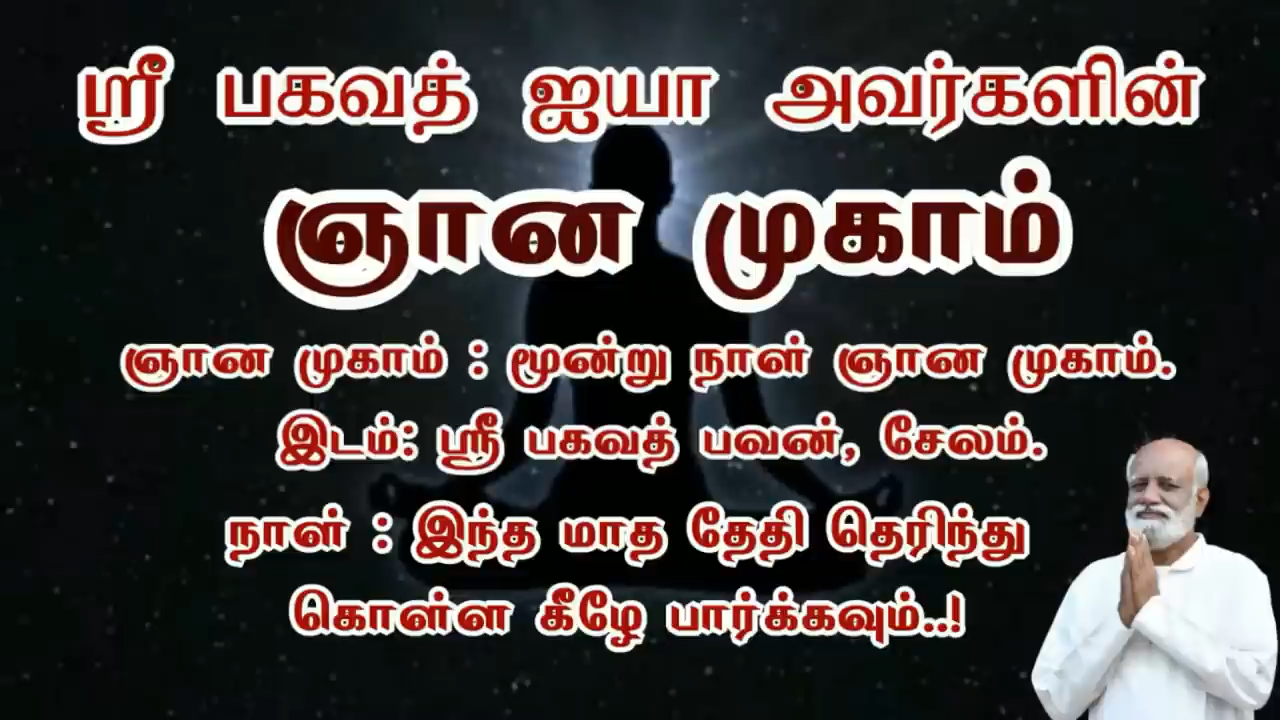 ஸ்ரீ பகவத் ஐயா அவர்களின்
ஞான முகாம்
ஞான முகாம் : மூன்று நாள் ஞான முகாம்.
இடம்: ஸ்ரீ பகவத் பவன், சேலம்.
நாள் : இந்த மாத தேதி தெரிந்து
கொள்ள கீழே பார்க்கவும்..!